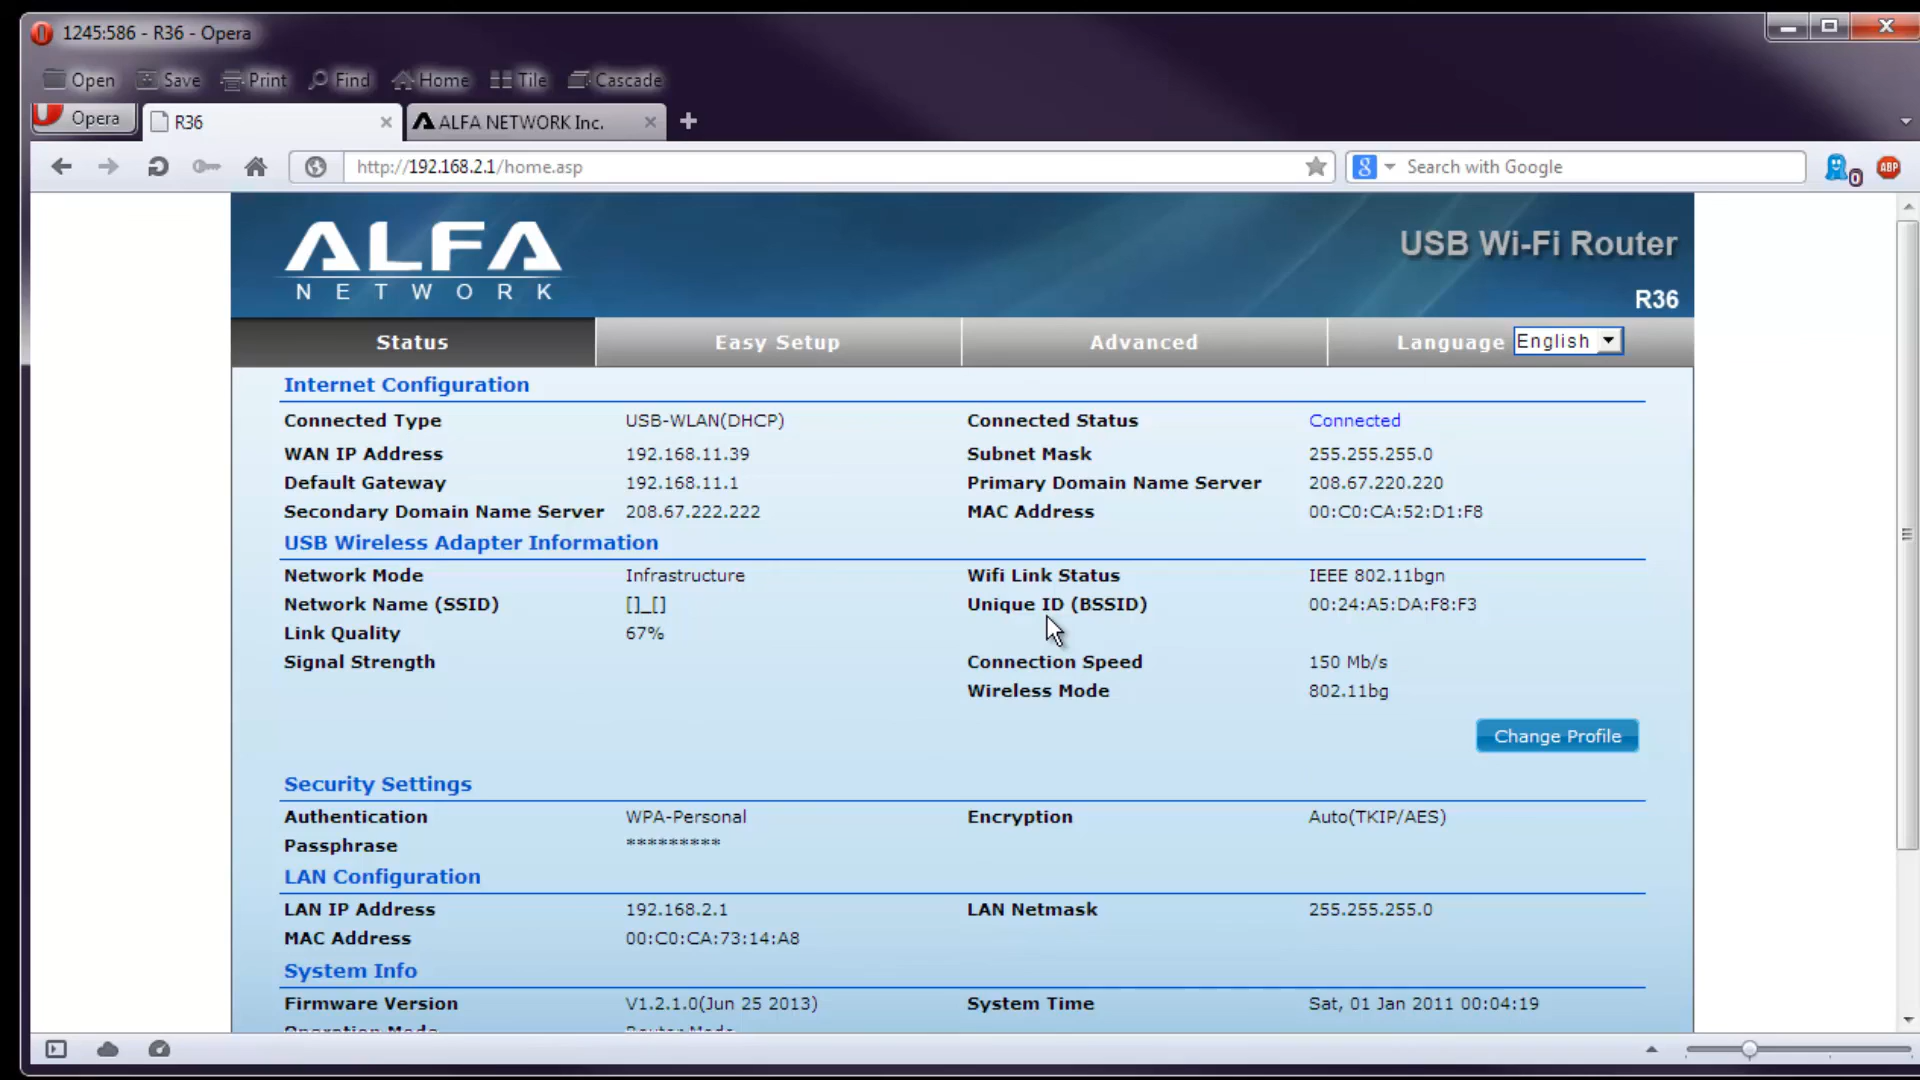 1245:586 - R36 - Opera
Open Save Print Find Home Tile Cascade
Opera R36 ALFA NETWORK Inc.
http://192.168.2.1/home.asp Search with Google 0 ABP
ALFA
NETWORK
USB Wi-Fi Router
R36
Status Easy Setup Advanced Language English
Internet Configuration
Connected Type USB-WLAN(DHCP) Connected Status Connected
WAN IP Address 192.168.11.39 Subnet Mask 255.255.255.0
Default Gateway 192.168.11.1 Primary Domain Name Server 208.67.220.220
Secondary Domain Name Server 208.67.222.222 MAC Address 00:C0:CA:52:D1:F8
USB Wireless Adapter Information
Network Mode Infrastructure Wifi Link Status IEEE 802.11bgn
Network Name (SSID) []_[] Unique ID (BSSID) 00:24:A5:DA:F8:F3
Link Quality 67%
Signal Strength Connection Speed 150 Mb/s
Wireless Mode 802.11bg
Change Profile
Security Settings
Authentication WPA-Personal Encryption Auto(TKIP/AES)
Passphrase *********
LAN Configuration
LAN IP Address 192.168.2.1 LAN Netmask 255.255.255.0
MAC Address 00:C0:CA:73:14:A8
System Info
Firmware Version V1.2.1.0(Jun 25 2013) System Time Sat, 01 Jan 2011 00:04:19
Operation Mode Router Mode